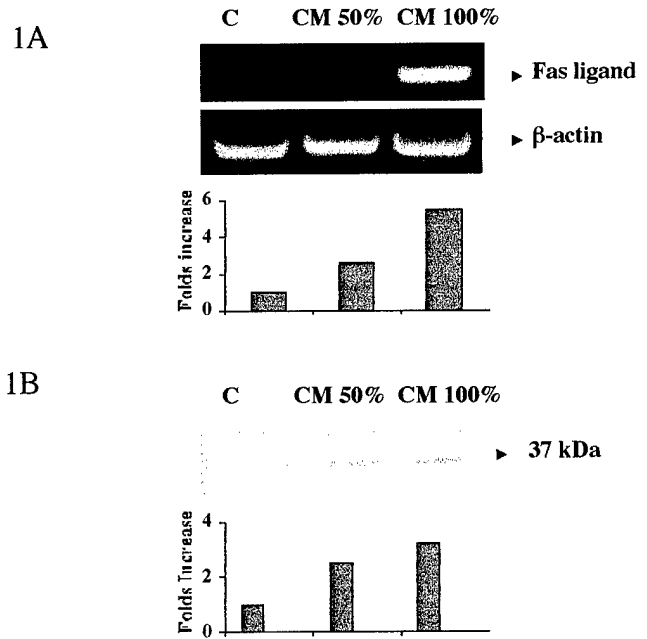 1A
C CM 50% CM 100%
Fas ligand
β-actin
Folds increase
6
4
2
0
1B
C CM 50% CM 100%
37 kDa
Folds Increase
4
2
0